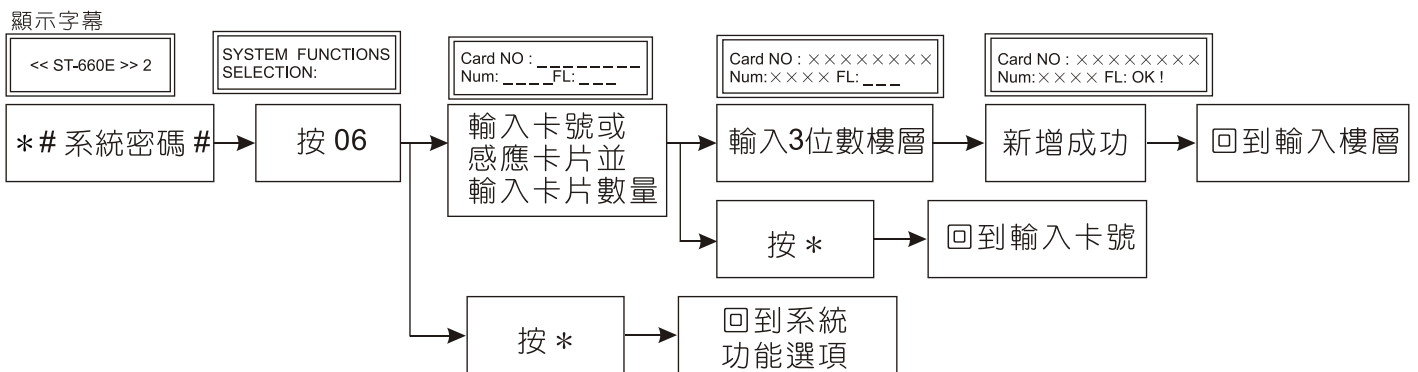 顯示字幕
<< ST-660E >> 2
SYSTEM FUNCTIONS
SELECTION:
Card NO : _ _ _ _ _ _ _ _
Num: _ _ _ _FL: _ _ _
Card NO : ××××××××
Num:×××× FL: _ _ _
Card NO : ××××××××
Num:×××× FL: OK !
*# 系統密碼 #
按 06
輸入卡號或
感應卡片並
輸入卡片數量
輸入3位數樓層
新增成功
回到輸入樓層
按 *
回到輸入卡號
按 *
回到系統
功能選項